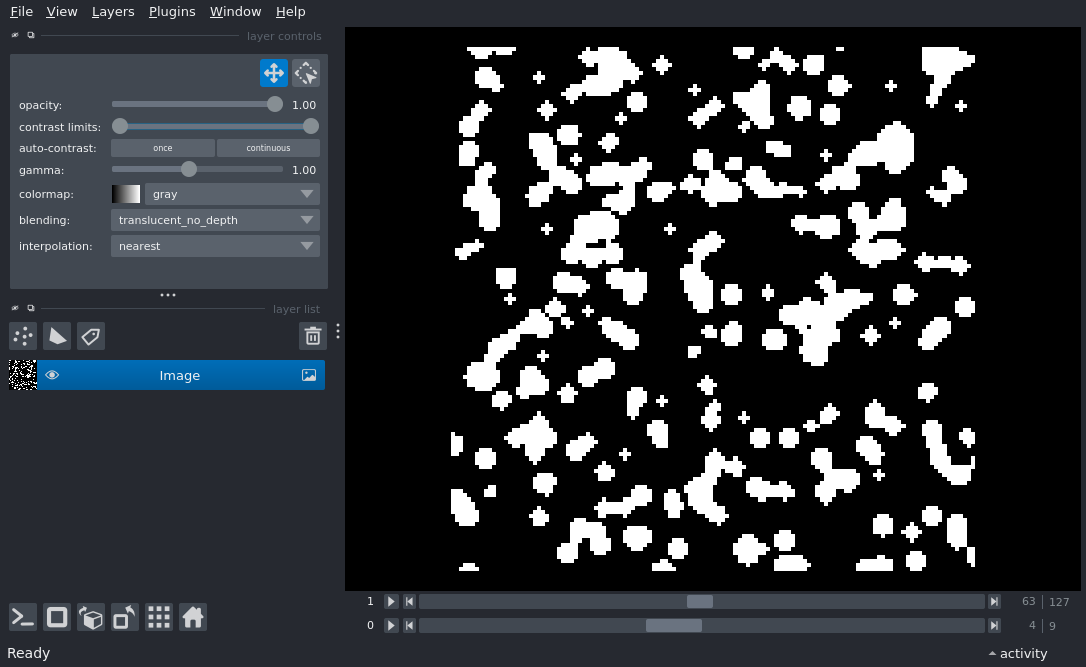 File View Layers Plugins Window Help
layer controls
opacity: 1.00
contrast limits:
auto-contrast: once continuous
gamma: 1.00
colormap: gray
blending: translucent_no_depth
interpolation: nearest
layer list
Image
1 63 127
0 4 9
Ready activity